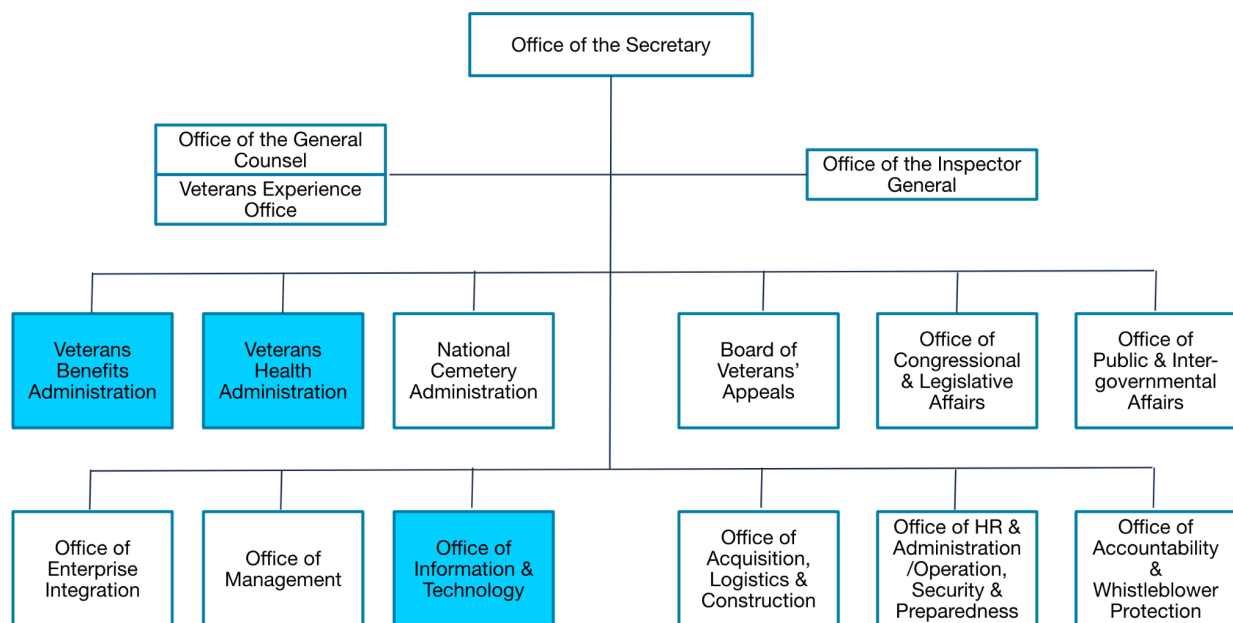 Office of the Secretary
Office of the General
Counsel
Veterans Experience
Office
Office of the Inspector
General
Veterans
Benefits
Administration
Veterans
Health
Administration
National
Cemetery
Administration
Board of
Veterans’
Appeals
Office of
Congressional
& Legislative
Affairs
Office of
Public & Inter-
governmental
Affairs
Office of
Enterprise
Integration
Office of
Management
Office of
Information &
Technology
Office of
Acquisition,
Logistics &
Construction
Office of HR &
Administration
/Operation,
Security &
Preparedness
Office of
Accountability
&
Whistleblower
Protection